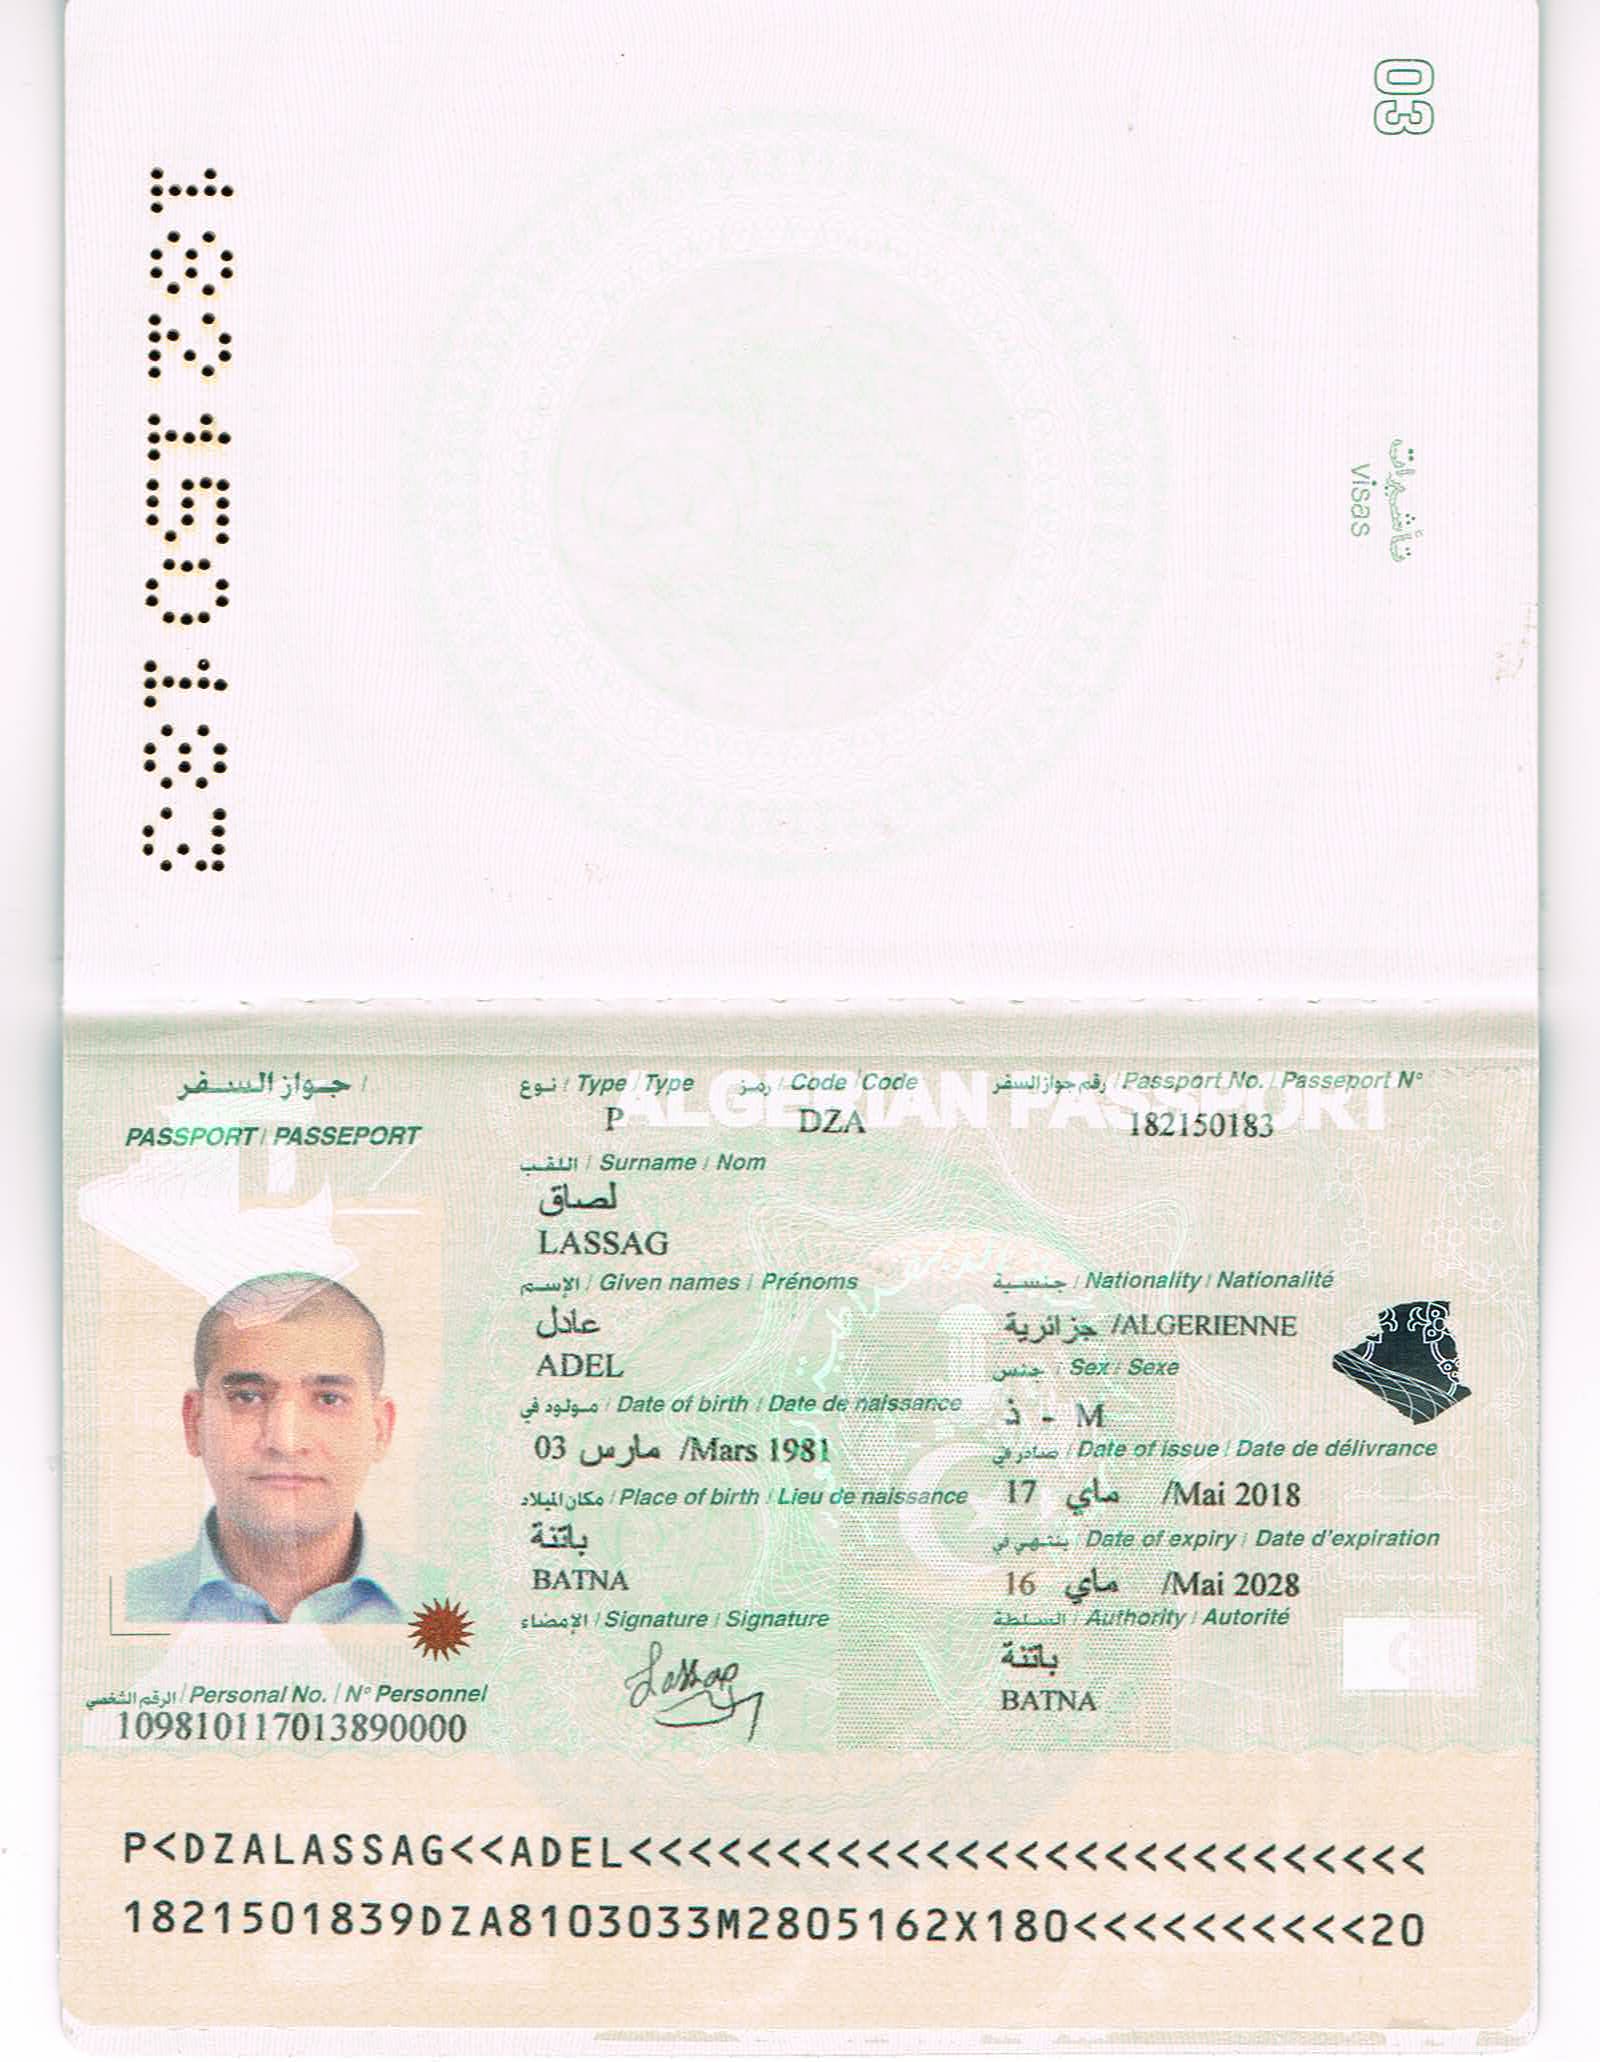 03
تأشيرات
visas
182150183
ALGERIAN PASSPORT
جواز السفر /
PASSPORT / PASSEPORT
نوع / Type / Type
رمز / Code / Code
رقم جواز السفر / Passport No. / Passeport N°
P
DZA
182150183
اللقب / Surname / Nom
لصاق
LASSAG
الإسم / Given names / Prénoms
عادل
ADEL
جنسية / Nationality / Nationalité
جزائرية /ALGERIENNE
جنس / Sex / Sexe
ذ - M
مولود في / Date of birth / Date de naissance
03 مارس /Mars 1981
صادر في / Date of issue / Date de délivrance
17 ماي /Mai 2018
مكان الميلاد / Place of birth / Lieu de naissance
باتنة
BATNA
ينتهي في / Date of expiry / Date d'expiration
16 ماي /Mai 2028
الإمضاء / Signature / Signature
Lassag
السلطة / Authority / Autorité
باتنة
BATNA
الرقم الشخصي / Personal No. / N° Personnel
109810117013890000
P<DZALASSAG<<ADEL<<<<<<<<<<<<<<<<<<<<<<<<<<<
1821501839DZA8103033M2805162X180<<<<<<<<<<20